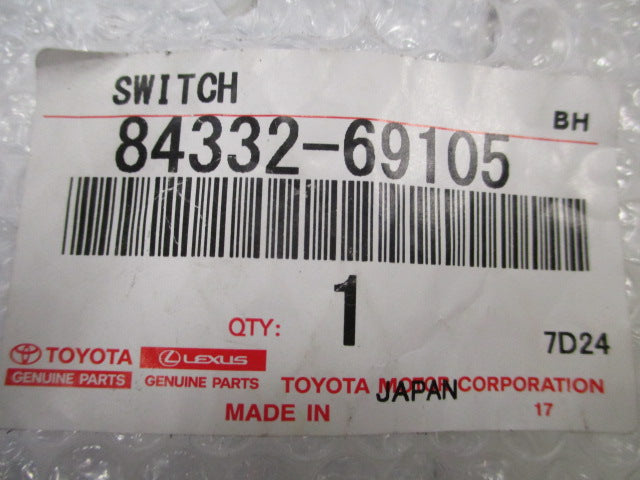 SWITCH
BH
84332-69105
1
QTY:
7D24
TOYOTA LEXUS
GENUINE PARTS GENUINE PARTS
TOYOTA MOTOR CORPORATION
MADE IN JAPAN 17